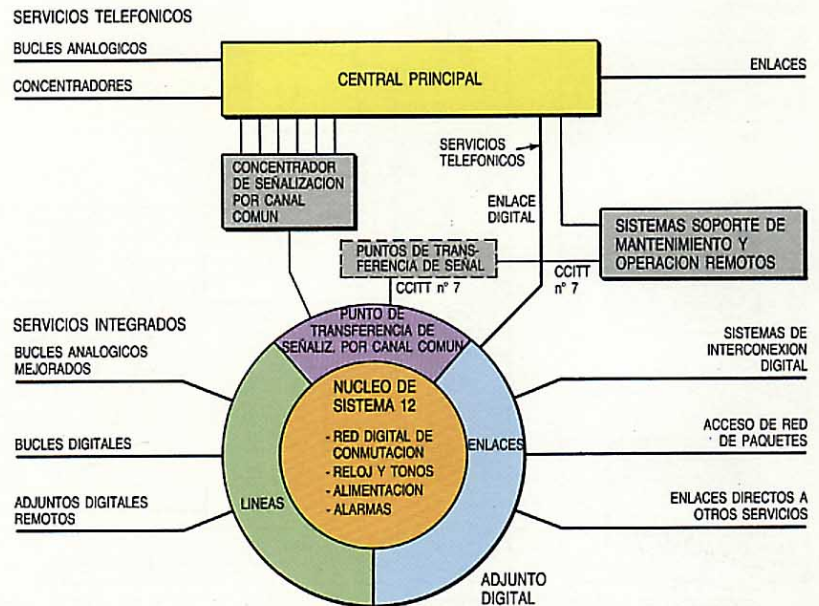 SERVICIOS TELEFONICOS
BUCLES ANALOGICOS
CONCENTRADORES
CENTRAL PRINCIPAL
ENLACES
SERVICIOS
TELEFONICOS
CONCENTRADOR
DE SEÑALIZACION
POR CANAL
COMUN
ENLACE
DIGITAL
SISTEMAS SOPORTE DE
MANTENIMIENTO Y
OPERACION REMOTOS
PUNTOS DE TRANS-
FERENCIA DE SEÑAL
CCITT nº 7
CCITT
nº 7
SERVICIOS INTEGRADOS
BUCLES ANALOGICOS
MEJORADOS
BUCLES DIGITALES
ADJUNTOS DIGITALES
REMOTOS
PUNTO DE
TRANSFERENCIA DE
SEÑALIZ. POR CANAL COMUN
NUCLEO DE
SISTEMA 12
- RED DIGITAL DE
CONMUTACION
- RELOJ Y TONOS
- ALIMENTACION
- ALARMAS
LINEAS
ENLACES
SISTEMAS DE
INTERCONEXION
DIGITAL
ACCESO DE RED
DE PAQUETES
ENLACES DIRECTOS A
OTROS SERVICIOS
ADJUNTO
DIGITAL